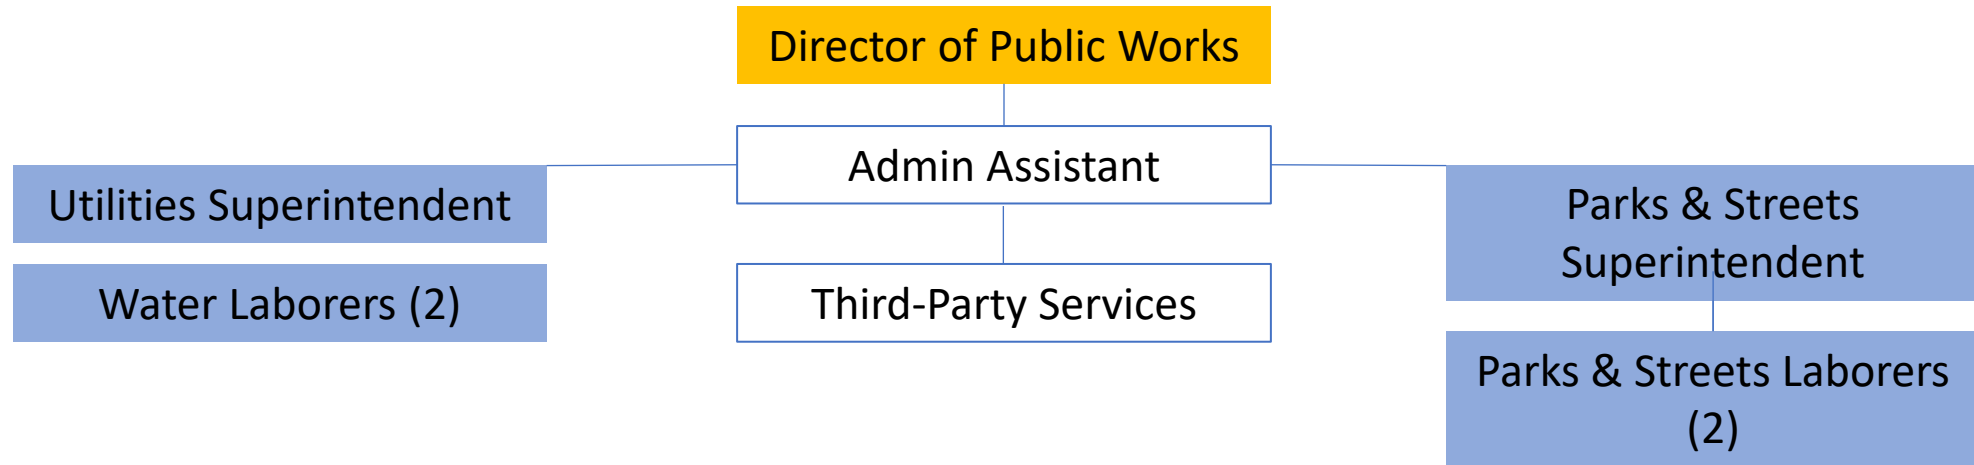 Director of Public Works
Admin Assistant
Utilities Superintendent
Water Laborers (2)
Third-Party Services
Parks & Streets
Superintendent
Parks & Streets Laborers
(2)